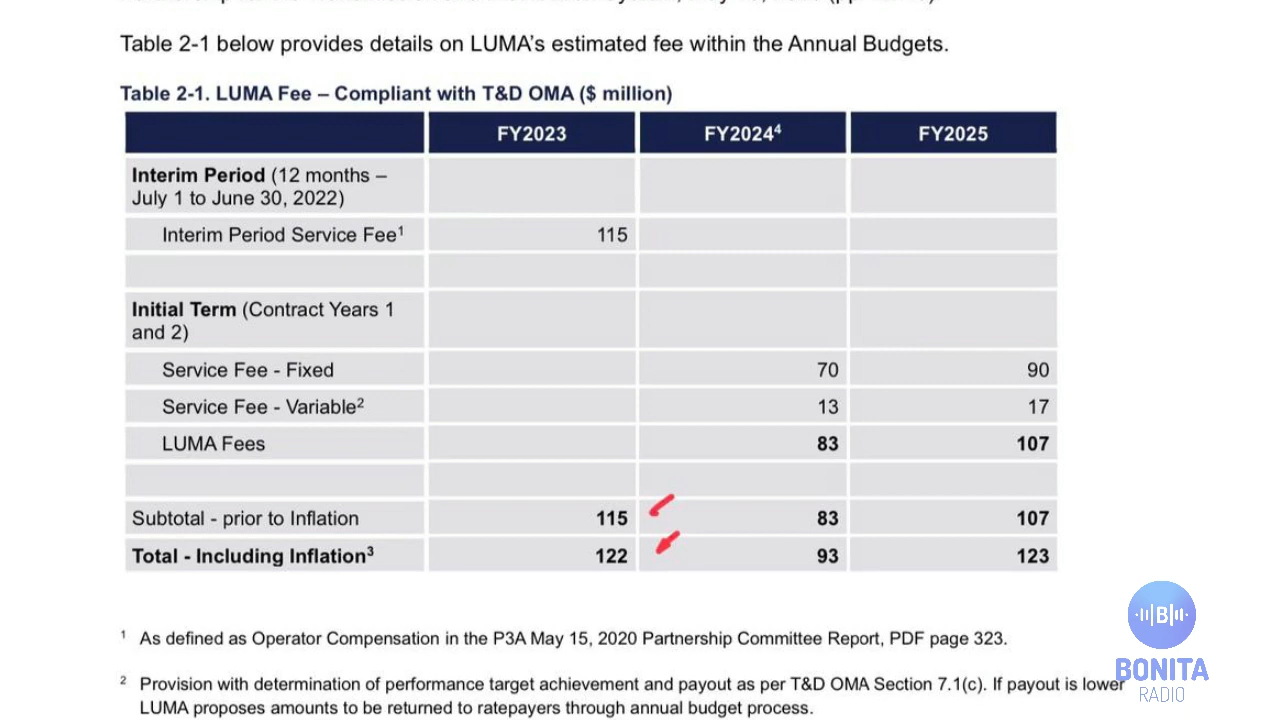 Table 2-1 below provides details on LUMA's estimated fee within the Annual Budgets.
Table 2-1. LUMA Fee – Compliant with T&D OMA ($ million)
FY2023 FY2024⁴ FY2025
Interim Period (12 months –
July 1 to June 30, 2022)
Interim Period Service Fee¹ 115
Initial Term (Contract Years 1
and 2)
Service Fee - Fixed 70 90
Service Fee - Variable² 13 17
LUMA Fees 83 107
Subtotal - prior to Inflation 115 83 107
Total - Including Inflation³ 122 93 123
¹ As defined as Operator Compensation in the P3A May 15, 2020 Partnership Committee Report, PDF page 323.
² Provision with determination of performance target achievement and payout as per T&D OMA Section 7.1(c). If payout is lower
LUMA proposes amounts to be returned to ratepayers through annual budget process.
B
BONITA
RADIO